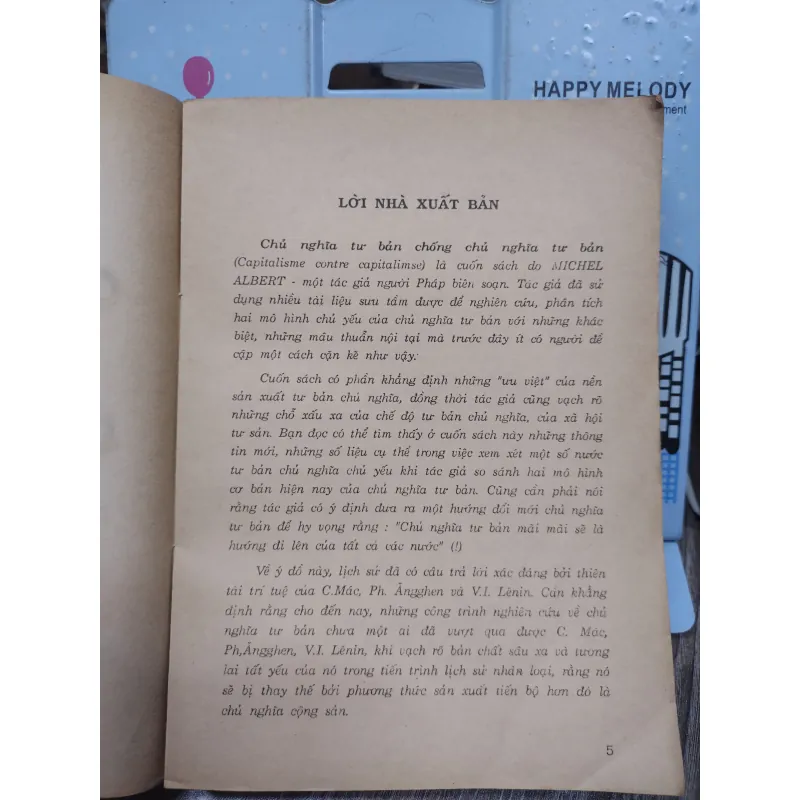 HAPPY MELODY
LỜI NHÀ XUẤT BẢN
Chủ nghĩa tư bản chống chủ nghĩa tư bản
(Capitalisme contre capitalimse) là cuốn sách do MICHEL
ALBERT - một tác giả người Pháp biên soạn. Tác giả đã sử
dụng nhiều tài liệu sưu tầm được để nghiên cứu, phân tích
hai mô hình chủ yếu của chủ nghĩa tư bản với những khác
biệt, những mâu thuẫn nội tại mà trước đây ít có người đề
cập một cách cặn kẽ như vậy.
Cuốn sách có phần khẳng định những "ưu việt" của nền
sản xuất tư bản chủ nghĩa, đồng thời tác giả cũng vạch rõ
những chỗ xấu xa của chế độ tư bản chủ nghĩa, của xã hội
tư sản. Bạn đọc có thể tìm thấy ở cuốn sách này những thông
tin mới, những số liệu cụ thể trong việc xem xét một số nước
tư bản chủ nghĩa chủ yếu khi tác giả so sánh hai mô hình
cơ bản hiện nay của chủ nghĩa tư bản. Cũng cần phải nói
rằng tác giả có ý định đưa ra một hướng đổi mới chủ nghĩa
tư bản để hy vọng rằng : "Chủ nghĩa tư bản mãi mãi sẽ là
hướng đi lên của tất cả các nước" (!)
Về ý đồ này, lịch sử đã có câu trả lời xác đáng bởi thiên
tài trí tuệ của C.Mác, Ph. Ăngghen và V.I. Lênin. Cần khẳng
định rằng cho đến nay, những công trình nghiên cứu về chủ
nghĩa tư bản chưa một ai đã vượt qua được C. Mác,
Ph,Ăngghen, V.I. Lênin, khi vạch rõ bản chất sâu xa và tương
lai tất yếu của nó trong tiến trình lịch sử nhân loại, rằng nó
sẽ bị thay thế bởi phương thức sản xuất tiến bộ hơn đó là
chủ nghĩa cộng sản.
5